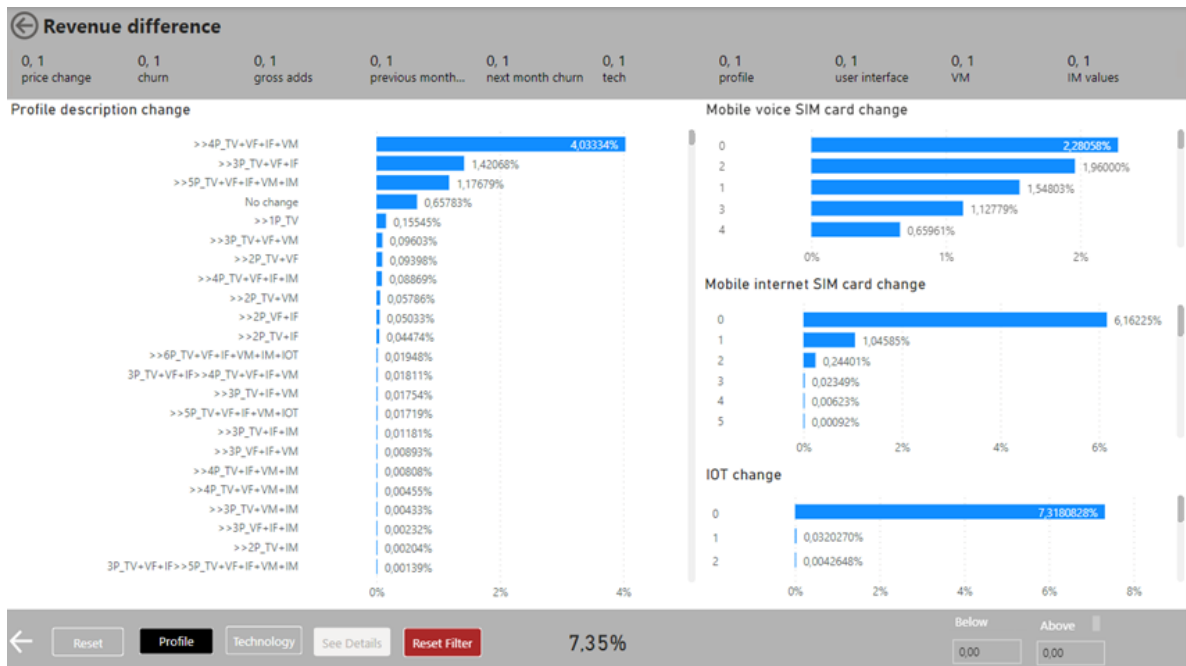 Revenue difference
0, 1 0, 1 0, 1 0, 1 0, 1 0, 1 0, 1 0, 1 0, 1 0, 1
price change churn gross adds previous month... next month churn tech profile user interface VM IM values
Profile description change
>>4P_TV+VF+IF+VM 4,03334%
>>3P_TV+VF+IF 1,42068%
>>5P_TV+VF+IF+VM+IM 1,17679%
No change 0,65783%
>>1P_TV 0,15545%
>>3P_TV+VF+VM 0,09603%
>>2P_TV+VF 0,09398%
>>4P_TV+VF+IF+IM 0,08869%
>>2P_TV+VM 0,05786%
>>2P_VF+IF 0,05033%
>>2P_TV+IF 0,04474%
>>6P_TV+VF+IF+VM+IM+IOT 0,01948%
3P_TV+VF+IF>>4P_TV+VF+IF+VM 0,01811%
>>3P_TV+IF+VM 0,01754%
>>5P_TV+VF+IF+VM+IOT 0,01719%
>>3P_TV+IF+IM 0,01181%
>>3P_VF+IF+VM 0,00893%
>>4P_TV+IF+VM+IM 0,00808%
>>4P_TV+VF+VM+IM 0,00455%
>>3P_TV+VM+IM 0,00433%
>>3P_VF+IF+IM 0,00232%
>>2P_TV+IM 0,00204%
3P_TV+VF+IF>>5P_TV+VF+IF+VM+IM 0,00139%
0% 2% 4%
Mobile voice SIM card change
0 2,28058%
2 1,96000%
1 1,54803%
3 1,12779%
4 0,65961%
0% 1% 2%
Mobile internet SIM card change
0 6,16225%
1 1,04585%
2 0,24401%
3 0,02349%
4 0,00623%
5 0,00092%
0% 2% 4% 6%
IOT change
0 7,3180828%
1 0,0320270%
2 0,0042648%
0% 2% 4% 6% 8%
Reset Profile Technology See Details Reset Filter 7,35% Below Above
0,00 0,00